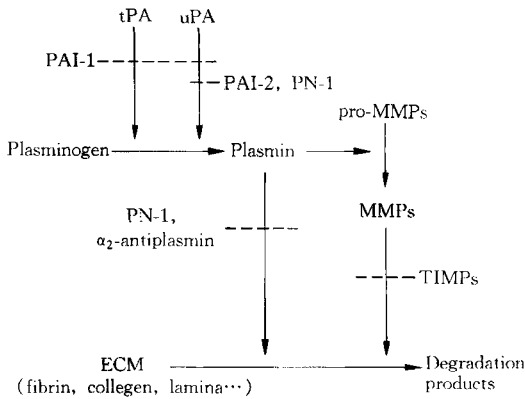 tPA uPA
PAI-1
PAI-2, PN-1
pro-MMPs
Plasminogen Plasmin
MMPs
PN-1,
α₂-antiplasmin
TIMPs
ECM
(fibrin, collagen, lamina···)
Degradation
products